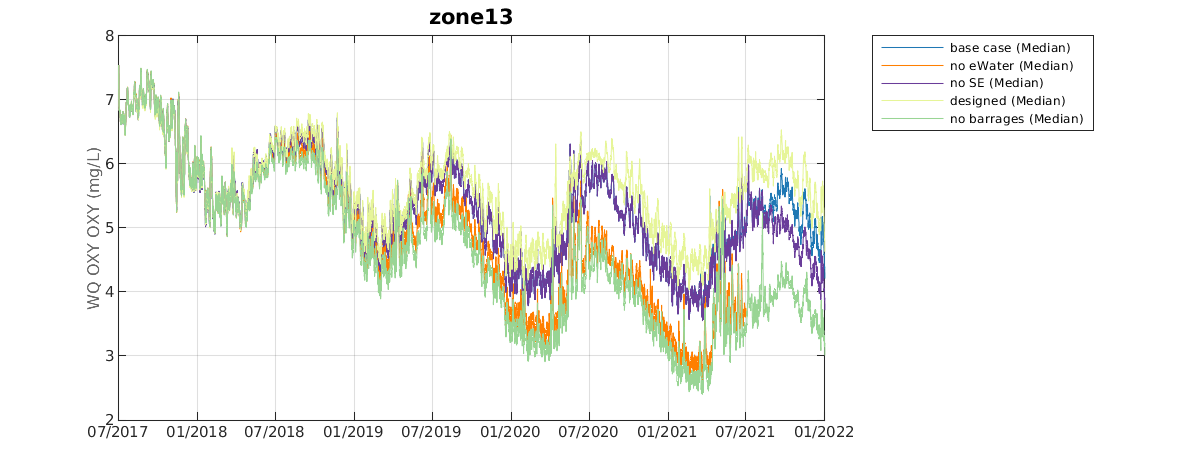 zone13
WQ OXY OXY (mg/L)
8
7
6
5
4
3
2
07/2017 01/2018 07/2018 01/2019 07/2019 01/2020 07/2020 01/2021 07/2021 01/2022
base case (Median)
no eWater (Median)
no SE (Median)
designed (Median)
no barrages (Median)